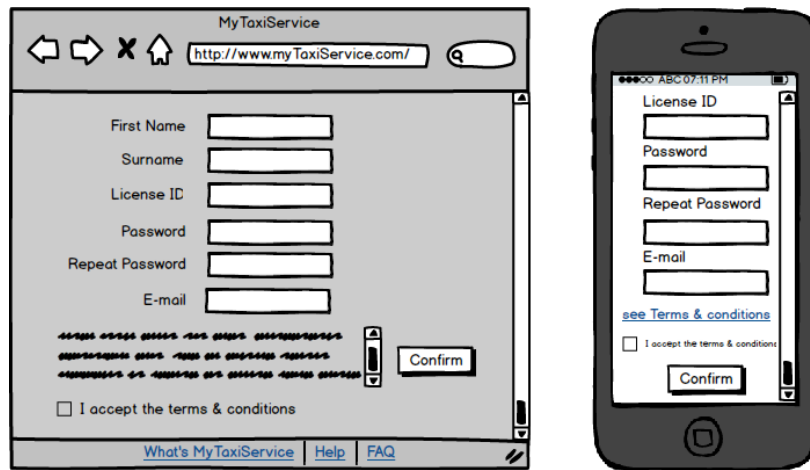 MyTaxiService
http://www.myTaxiService.com/
First Name
Surname
License ID
Password
Repeat Password
E-mail
Confirm
I accept the terms & conditions
What's MyTaxiService
Help
FAQ
ABC 07:11 PM
License ID
Password
Repeat Password
E-mail
see Terms & conditions
I accept the terms & conditions
Confirm